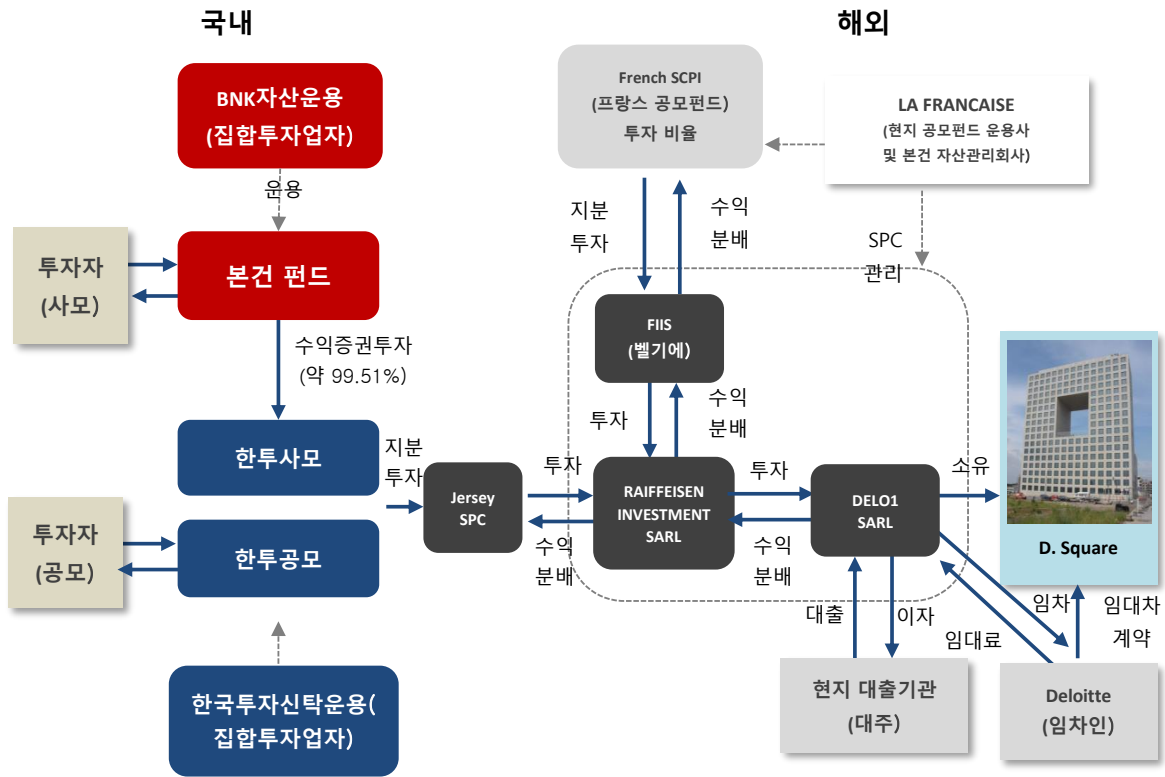 국내
해외
BNK자산운용
(집합투자업자)
운용
투자자
(사모)
본건 펀드
수익증권투자
(약 99.51%)
한투사모
지분
투자
투자자
(공모)
한투공모
한국투자신탁운용(
집합투자업자)
French SCPI
(프랑스 공모펀드)
투자 비율
LA FRANCAISE
(현지 공모펀드 운용사
및 본건 자산관리회사)
지분
투자
수익
분배
SPC
관리
FIIS
(벨기에)
투자
수익
분배
Jersey
SPC
투자
수익
분배
RAIFFEISEN
INVESTMENT
SARL
투자
수익
분배
DELO1
SARL
소유
D. Square
대출
이자
임대료
임차
임대차
계약
현지 대출기관
(대주)
Deloitte
(임차인)